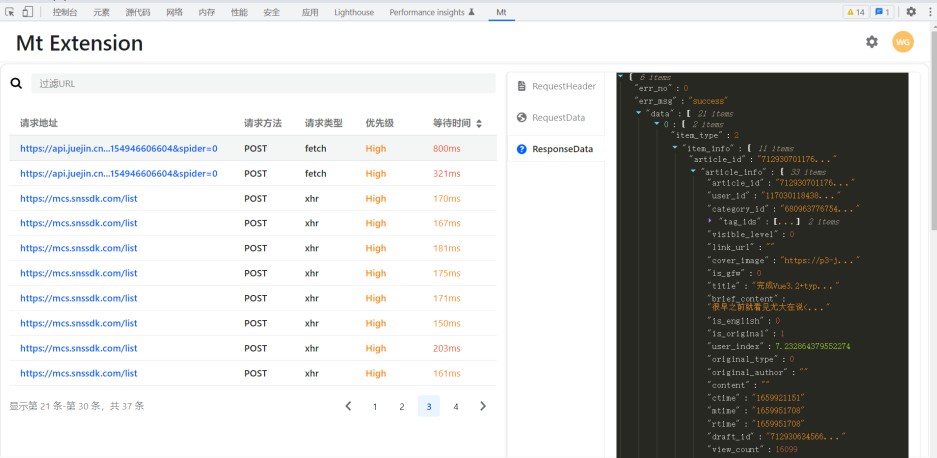 控制台 元素 源代码 网络 内存 性能 安全 应用 Lighthouse Performance insights Mt 14 1
Mt Extension
WG
过滤URL
请求地址 请求方法 请求类型 优先级 等待时间
https://api.juejin.cn...154946606604&spider=0 POST fetch High 800ms
https://api.juejin.cn...154946606604&spider=0 POST fetch High 321ms
https://mcs.snssdk.com/list POST xhr High 170ms
https://mcs.snssdk.com/list POST xhr High 167ms
https://mcs.snssdk.com/list POST xhr High 181ms
https://mcs.snssdk.com/list POST xhr High 175ms
https://mcs.snssdk.com/list POST xhr High 171ms
https://mcs.snssdk.com/list POST xhr High 150ms
https://mcs.snssdk.com/list POST xhr High 203ms
https://mcs.snssdk.com/list POST xhr High 161ms
显示第 21 条-第 30 条，共 37 条 1 2 3 4
RequestHeader
RequestData
ResponseData
{ 6 items
"err_no" : 0
"err_msg" : "success"
"data" : [ 21 items
0 : { 2 items
"item_type" : 2
"item_info" : { 11 items
"article_id" : "712930701176..."
"article_info" : { 33 items
"article_id" : "712930701176..."
"user_id" : "117030118438..."
"category_id" : "680963776754..."
"tag_ids" : [...] 2 items
"visible_level" : 0
"link_url" : ""
"cover_image" : "https://p3-j..."
"is_gfw" : 0
"title" : "完成Vue3.2+typ..."
"brief_content" :
"很早之前就看见尤大在说(..."
"is_english" : 0
"is_original" : 1
"user_index" : 7.232864379552274
"original_type" : 0
"original_author" : ""
"content" : ""
"ctime" : "1659921151"
"mtime" : "1659951708"
"rtime" : "1659951708"
"draft_id" : "712930634566..."
"view_count" : 16099